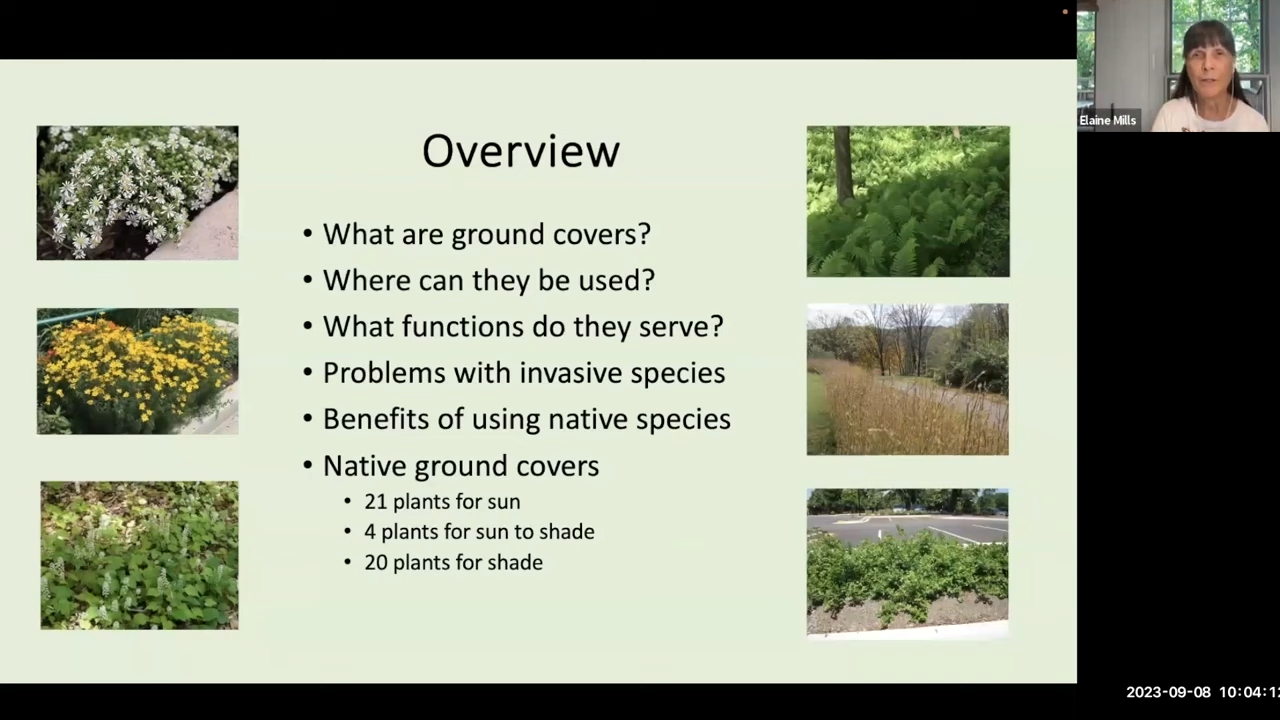 Overview
• What are ground covers?
• Where can they be used?
• What functions do they serve?
• Problems with invasive species
• Benefits of using native species
• Native ground covers
• 21 plants for sun
• 4 plants for sun to shade
• 20 plants for shade
Elaine Mills
2023-09-08 10:04:12